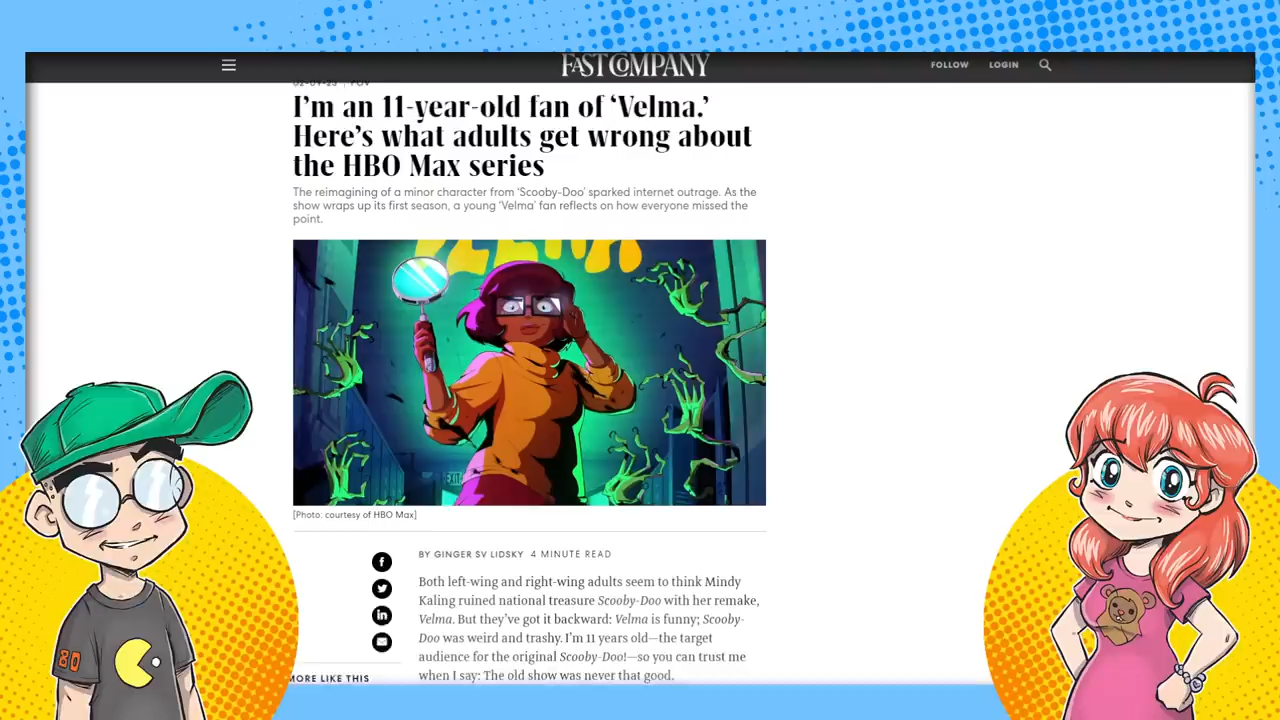 FAST COMPANY
FOLLOW LOGIN
02-09-23 | POV
I'm an 11-year-old fan of ‘Velma.’
Here's what adults get wrong about
the HBO Max series
The reimagining of a minor character from ‘Scooby-Doo’ sparked internet outrage. As the
show wraps up its first season, a young ‘Velma’ fan reflects on how everyone missed the
point.
VELMA
EXIT
[Photo: courtesy of HBO Max]
BY GINGER SV LIDSKY 4 MINUTE READ
Both left-wing and right-wing adults seem to think Mindy
Kaling ruined national treasure Scooby-Doo with her remake,
Velma. But they've got it backward: Velma is funny; Scooby-
Doo was weird and trashy. I'm 11 years old—the target
audience for the original Scooby-Doo!—so you can trust me
when I say: The old show was never that good.
MORE LIKE THIS
80